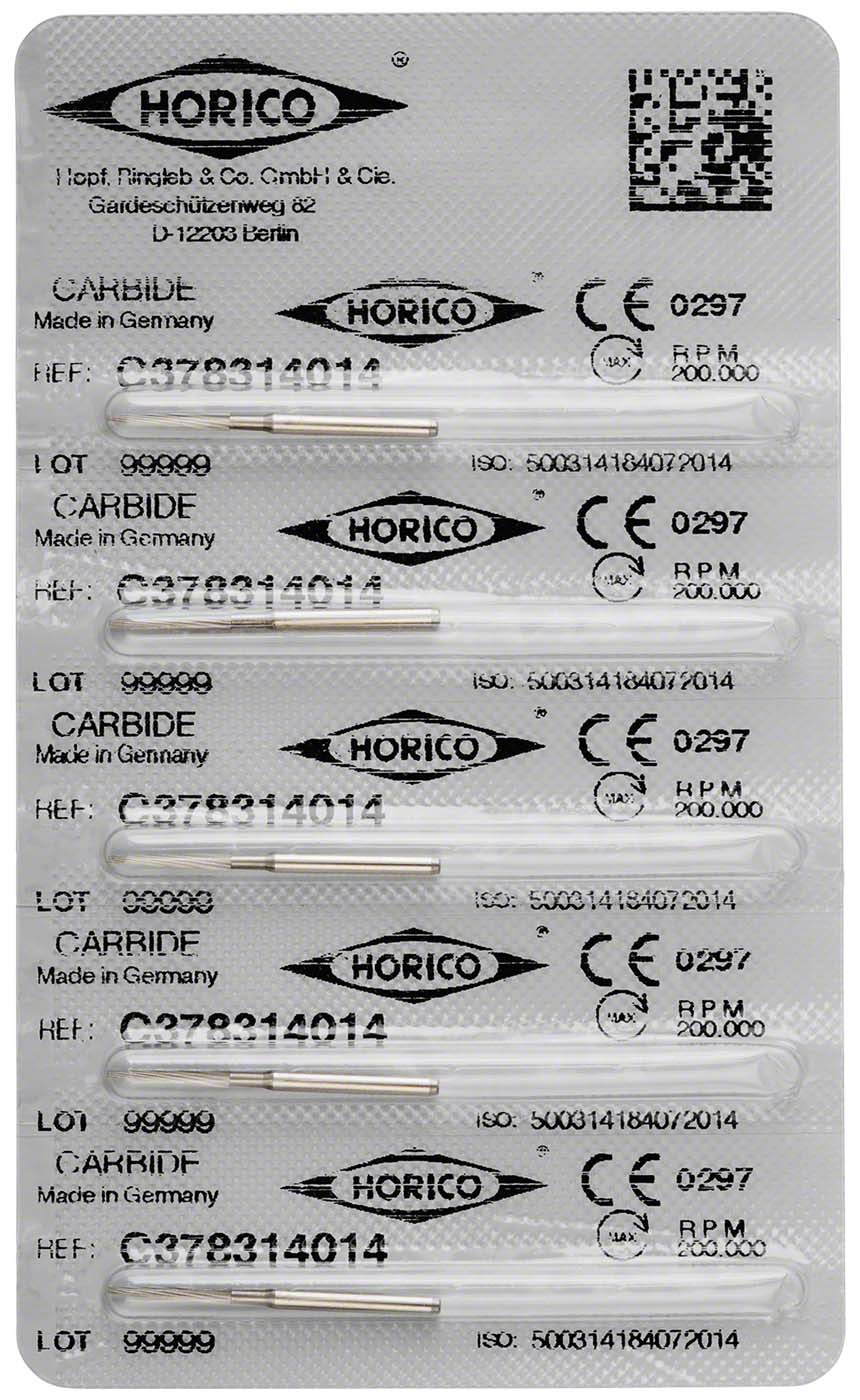 HORICO ®
Hopf, Ringleb & Co. GmbH & Cie.
Gardeschützenweg 82
D-12203 Berlin
CARBIDE HORICO ® CE 0297
Made in Germany
MAX RPM
REF: C378314014 200.000
LOT 99999 ISO: 500314184072014
CARBIDE HORICO ® CE 0297
Made in Germany
MAX RPM
REF: C378314014 200.000
LOT 99999 ISO: 500314184072014
CARBIDE HORICO ® CE 0297
Made in Germany
MAX RPM
REF: C378314014 200.000
LOT 99999 ISO: 500314184072014
CARBIDE HORICO ® CE 0297
Made in Germany
MAX RPM
REF: C378314014 200.000
LOT 99999 ISO: 500314184072014
CARBIDE HORICO ® CE 0297
Made in Germany
MAX RPM
REF: C378314014 200.000
LOT 99999 ISO: 500314184072014